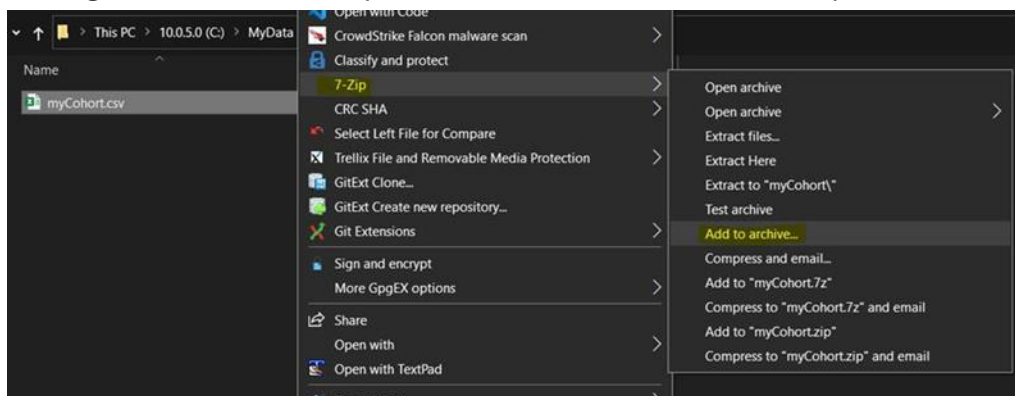 Open with Code
This PC > 10.0.5.0 (C:) > MyData
CrowdStrike Falcon malware scan
Classify and protect
Name
7-Zip
myCohort.csv
CRC SHA
Select Left File for Compare
Trellix File and Removable Media Protection
GitExt Clone...
GitExt Create new repository...
Git Extensions
Sign and encrypt
More GpgEX options
Share
Open with
Open with TextPad
Open archive
Open archive
Extract files...
Extract Here
Extract to "myCohort\"
Test archive
Add to archive...
Compress and email...
Add to "myCohort.7z"
Compress to "myCohort.7z" and email
Add to "myCohort.zip"
Compress to "myCohort.zip" and email